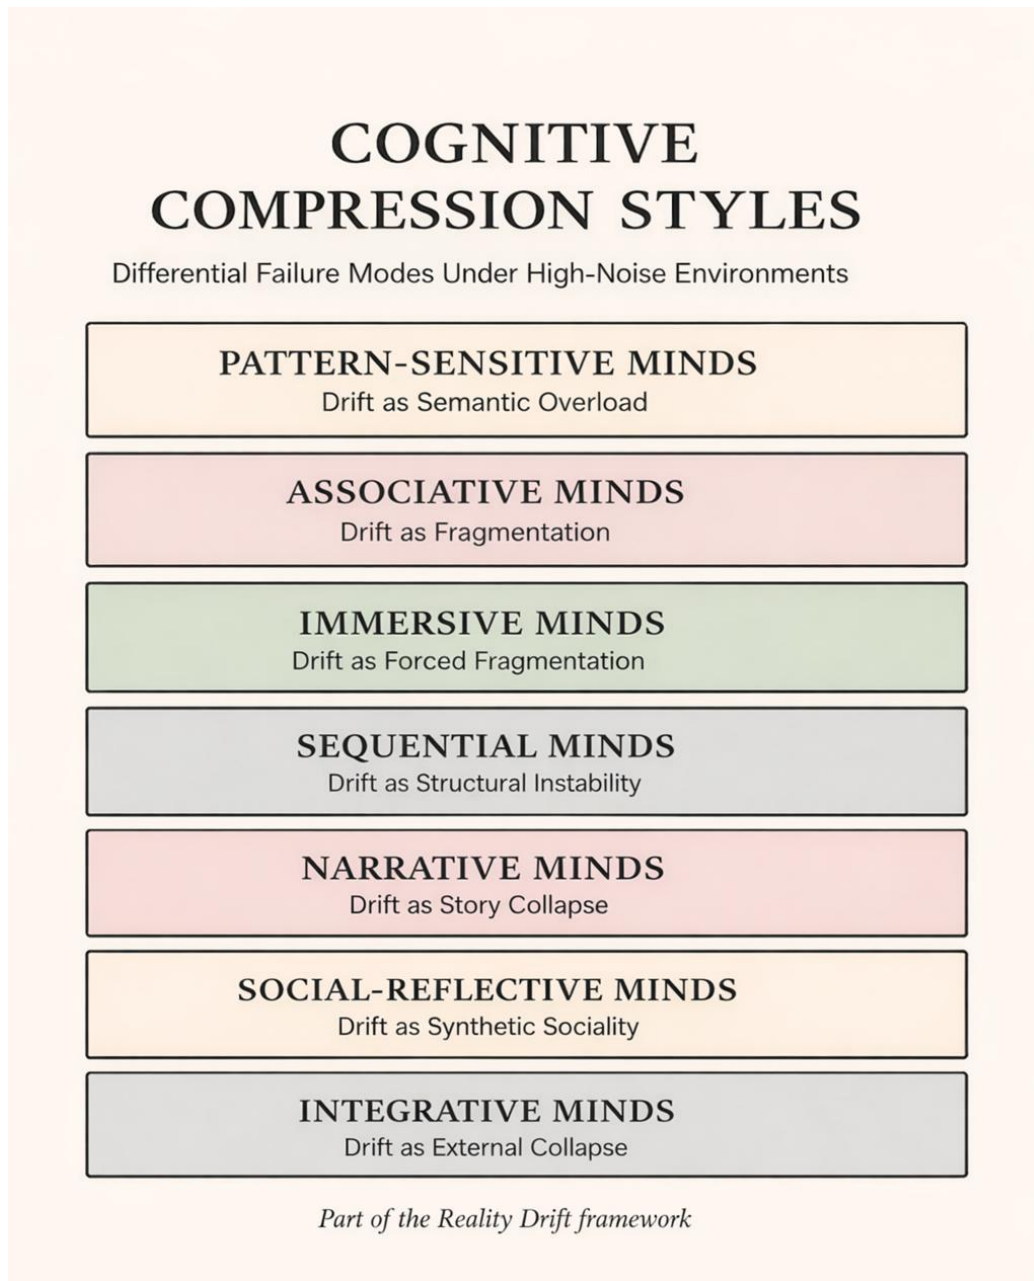 COGNITIVE
COMPRESSION STYLES
Differential Failure Modes Under High-Noise Environments
PATTERN-SENSITIVE MINDS
Drift as Semantic Overload
ASSOCIATIVE MINDS
Drift as Fragmentation
IMMERSIVE MINDS
Drift as Forced Fragmentation
SEQUENTIAL MINDS
Drift as Structural Instability
NARRATIVE MINDS
Drift as Story Collapse
SOCIAL-REFLECTIVE MINDS
Drift as Synthetic Sociality
INTEGRATIVE MINDS
Drift as External Collapse
Part of the Reality Drift framework